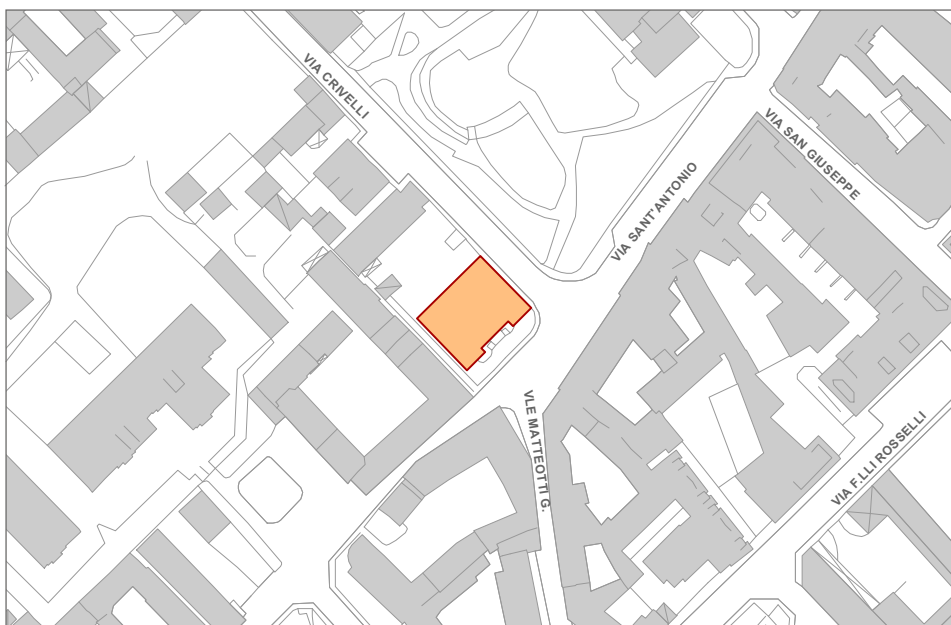 VIA CRIVELLI
VIA SAN GIUSEPPE
VIA SANT'ANTONIO
VLE MATTEOTTI G.
VIA F.LLI ROSSELLI